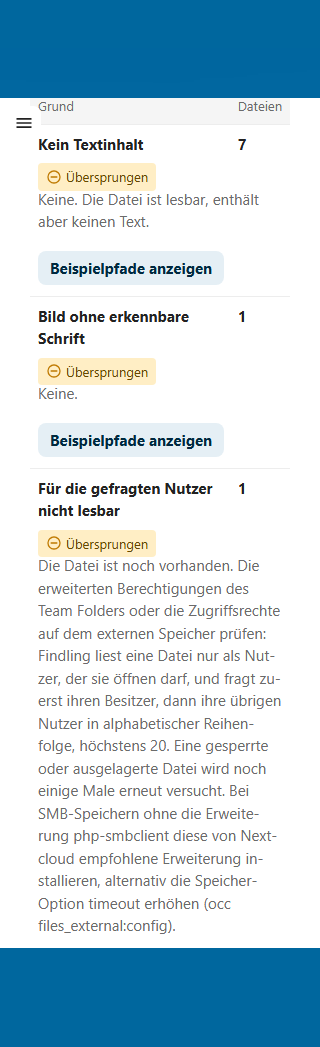 Grund Dateien
Kein Textinhalt 7
Übersprungen
Keine. Die Datei ist lesbar, enthält
aber keinen Text.
Beispielpfade anzeigen
Bild ohne erkennbare 1
Schrift
Übersprungen
Keine.
Beispielpfade anzeigen
Für die gefragten Nutzer 1
nicht lesbar
Übersprungen
Die Datei ist noch vorhanden. Die
erweiterten Berechtigungen des
Team Folders oder die Zugriffsrechte
auf dem externen Speicher prüfen:
Findling liest eine Datei nur als Nut-
zer, der sie öffnen darf, und fragt zu-
erst ihren Besitzer, dann ihre übrigen
Nutzer in alphabetischer Reihen-
folge, höchstens 20. Eine gesperrte
oder ausgelagerte Datei wird noch
einige Male erneut versucht. Bei
SMB-Speichern ohne die Erweite-
rung php-smbclient diese von Next-
cloud empfohlene Erweiterung in-
stallieren, alternativ die Speicher-
Option timeout erhöhen (occ
files_external:config).